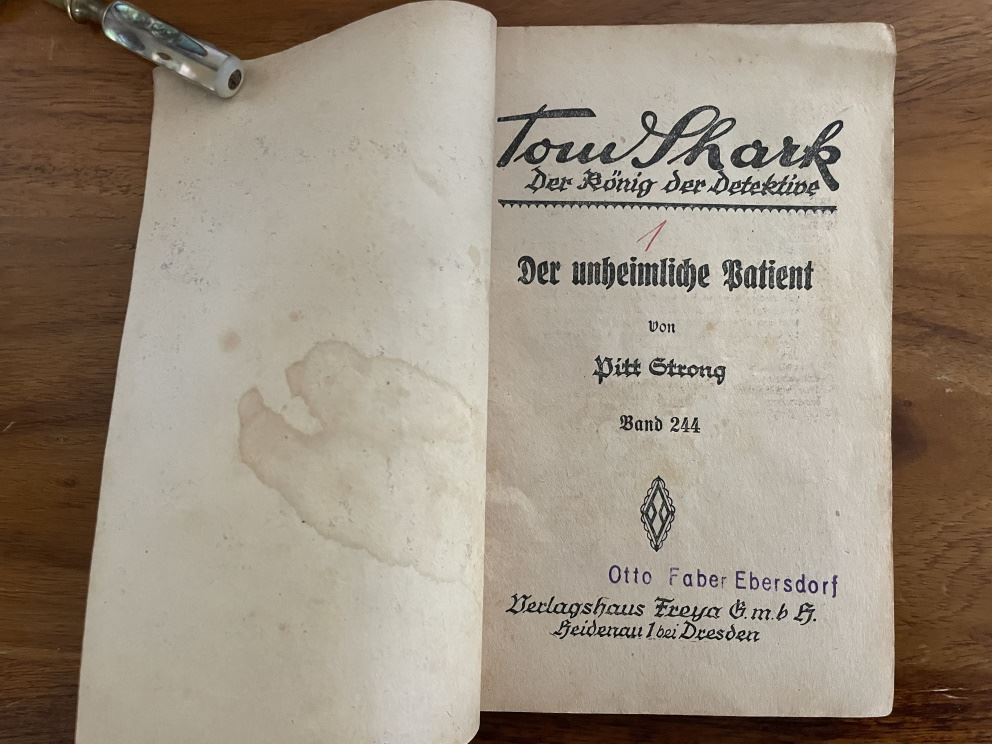 Tom Shark
Der König der Detektive
1
Der unheimliche Patient
von
Pitt Strong
Band 244
Otto Faber Ebersdorf
Verlagshaus Freya G.m.b H.
Heidenau 1 bei Dresden